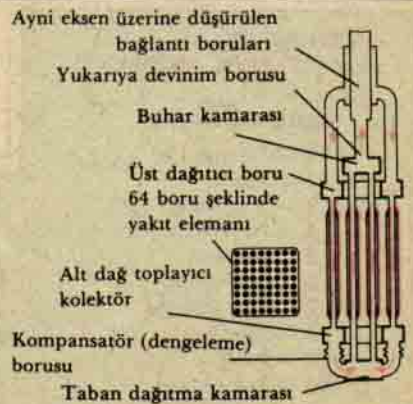 Ayni eksen üzerine düşürülen
bağlantı boruları
Yukarıya devinim borusu
Buhar kamarası
Üst dağıtıcı boru
64 boru şeklinde
yakıt elemanı
Alt dağ toplayıcı
kolektör
Kompansatör (dengeleme)
borusu
Taban dağıtma kamarası